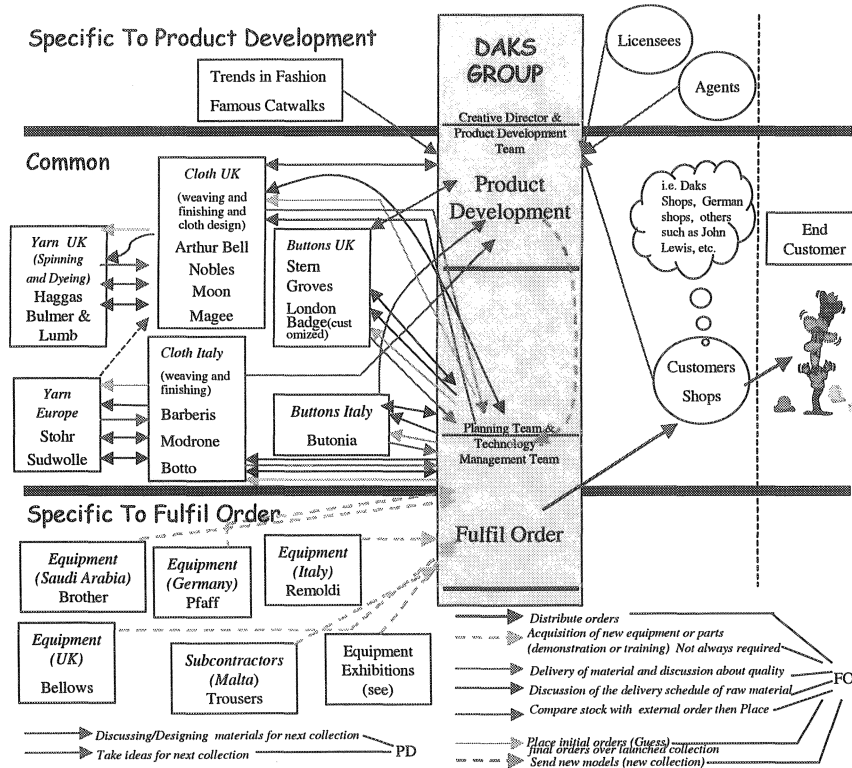 Specific To Product Development
Trends in Fashion
Famous Catwalks
DAKS
GROUP
Licensees
Agents
Creative Director &
Product Development
Team
Common
Cloth UK
(weaving and
finishing and
cloth design)
Arthur Bell
Nobles
Moon
Magee
Yarn UK
(Spinning
and Dyeing)
Haggas
Bulmer &
Lumb
Buttons UK
Stern
Groves
London
Badge(cust
omized)
Product
Development
i.e. Daks
Shops, German
shops, others
such as John
Lewis, etc.
End
Customer
Cloth Italy
(weaving and
finishing)
Barberis
Modrone
Botto
Yarn
Europe
Stohr
Sudwolle
Buttons Italy
Butonia
Customers
Shops
Planning Team &
Technology
Management Team
Specific To Fulfil Order
Fulfil Order
Equipment
(Saudi Arabia)
Brother
Equipment
(Germany)
Pfaff
Equipment
(Italy)
Remoldi
Equipment
(UK)
Bellows
Subcontractors
(Malta)
Trousers
Equipment
Exhibitions
(see)
Distribute orders
Acquisition of new equipment or parts
(demonstration or training) Not always required
Delivery of material and discussion about quality
Discussion of the delivery schedule of raw material
Compare stock with external order then Place
FO
Place initial orders (Guess)
final orders over launched collection
Send new models (new collection)
Discussing/Designing materials for next collection
Take ideas for next collection
PD